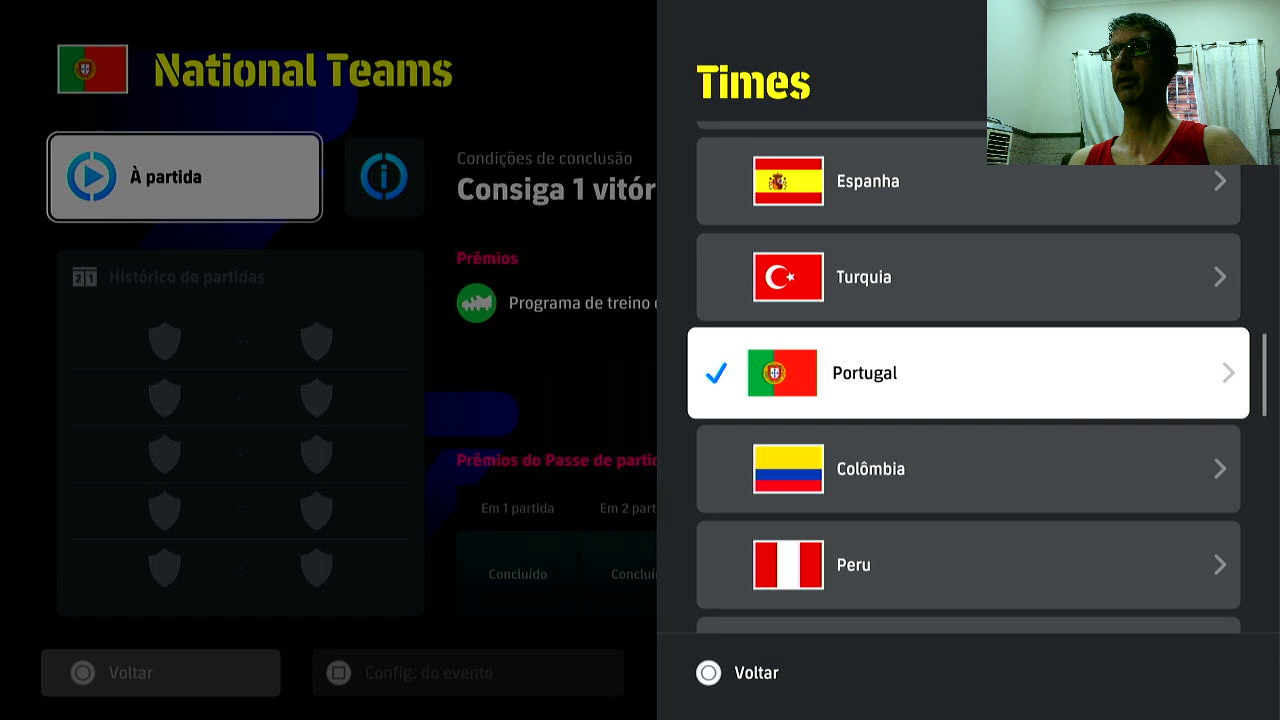 National Teams
À partida
Condições de conclusão
Consiga 1 vitór
Histórico de partidas
Prêmios
Programa de treino
Prêmios do Passe de partid
Em 1 partida
Em 2 part
Concluído
Concluí
Voltar
Config. do evento
Times
Espanha
Turquia
Portugal
Colômbia
Peru
Voltar